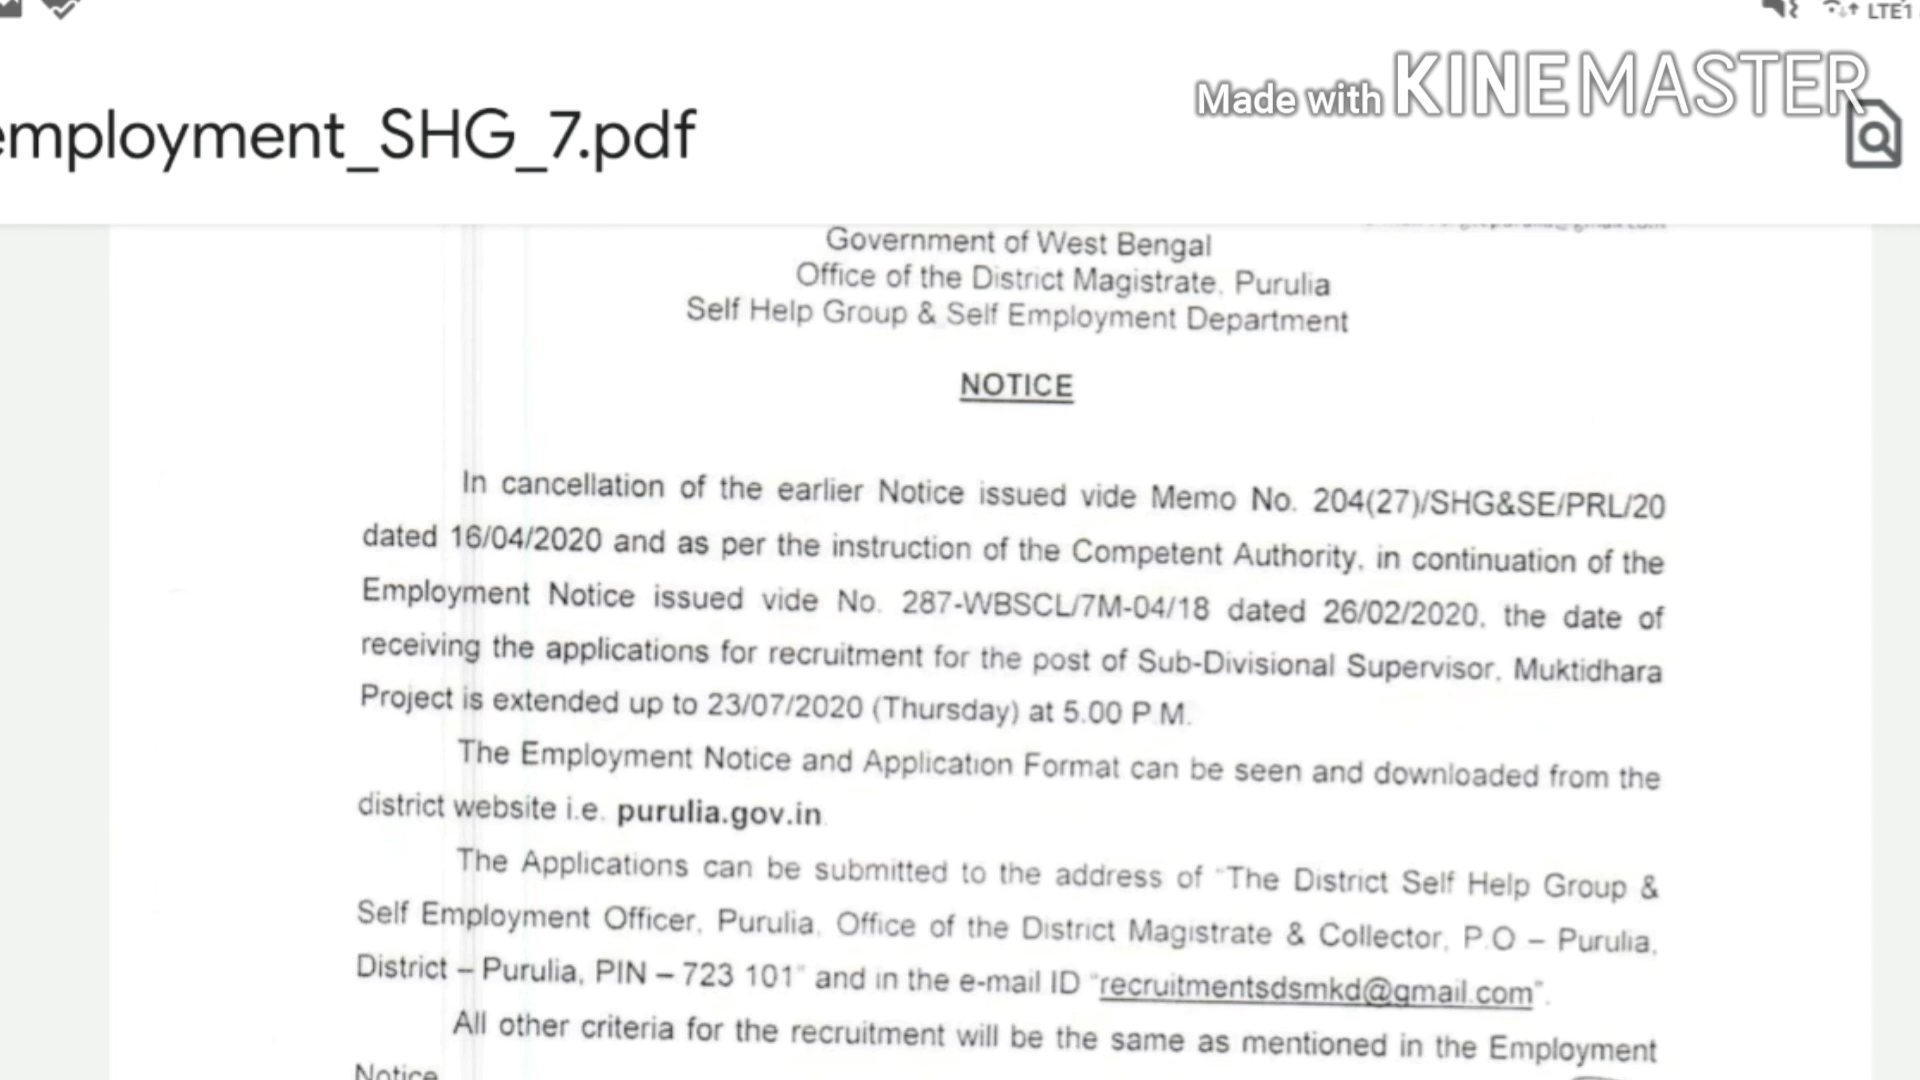 LTE1
Made with KINEMASTER
employment_SHG_7.pdf
Government of West Bengal
Office of the District Magistrate, Purulia
Self Help Group & Self Employment Department
NOTICE
In cancellation of the earlier Notice issued vide Memo No. 204(27)/SHG&SE/PRL/20
dated 16/04/2020 and as per the instruction of the Competent Authority, in continuation of the
Employment Notice issued vide No. 287-WBSCL/7M-04/18 dated 26/02/2020, the date of
receiving the applications for recruitment for the post of Sub-Divisional Supervisor, Muktidhara
Project is extended up to 23/07/2020 (Thursday) at 5.00 P.M.
The Employment Notice and Application Format can be seen and downloaded from the
district website i.e. purulia.gov.in
The Applications can be submitted to the address of "The District Self Help Group &
Self Employment Officer, Purulia, Office of the District Magistrate & Collector, P.O – Purulia,
District – Purulia, PIN – 723 101" and in the e-mail ID "recruitmentsdsmkd@gmail.com".
All other criteria for the recruitment will be the same as mentioned in the Employment
Notice